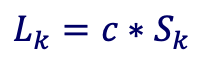 L_k = c * S_k